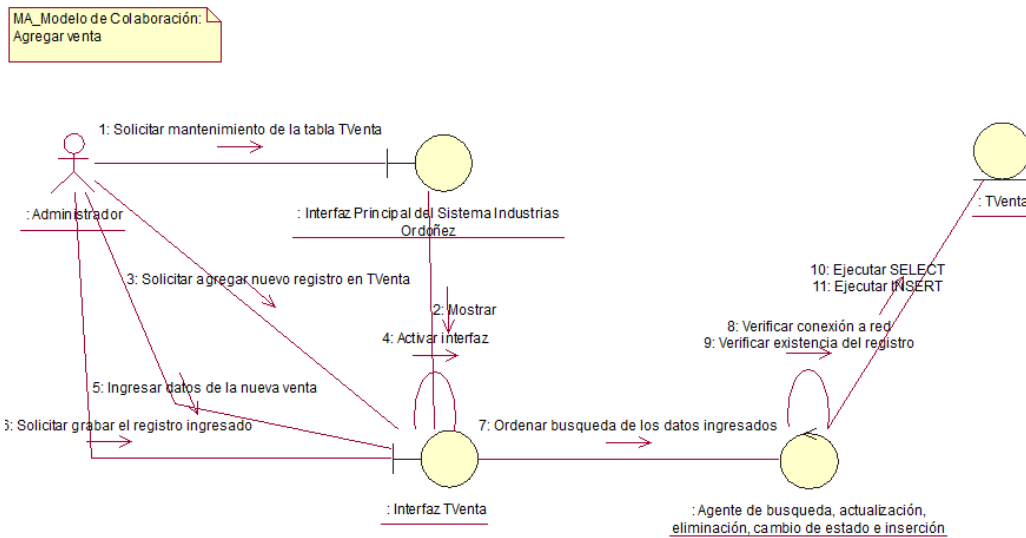 MA_Modelo de Colaboración:
Agregar venta
1: Solicitar mantenimiento de la tabla TVenta
: Administrador
: Interfaz Principal del Sistema Industrias
Ordoñez
: TVenta
3: Solicitar agregar nuevo registro en TVenta
10: Ejecutar SELECT
11: Ejecutar INSERT
2: Mostrar
4: Activar interfaz
8: Verificar conexión a red
9: Verificar existencia del registro
5: Ingresar datos de la nueva venta
6: Solicitar grabar el registro ingresado
7: Ordenar busqueda de los datos ingresados
: Interfaz TVenta
: Agente de busqueda, actualización,
eliminación, cambio de estado e inserción